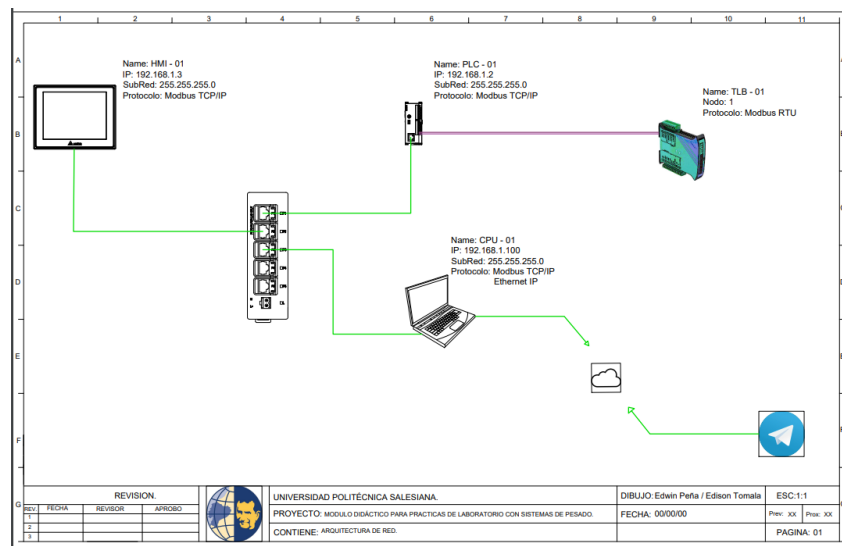 1 2 3 4 5 6 7 8 9 10 11
A
B
C
D
E
F
G
Name: HMI - 01
IP: 192.168.1.3
SubRed: 255.255.255.0
Protocolo: Modbus TCP/IP
Name: PLC - 01
IP: 192.168.1.2
SubRed: 255.255.255.0
Protocolo: Modbus TCP/IP
Name: TLB - 01
Nodo: 1
Protocolo: Modbus RTU
Name: CPU - 01
IP: 192.168.1.100
SubRed: 255.255.255.0
Protocolo: Modbus TCP/IP
Ethernet IP
REVISION.
REV. FECHA REVISOR APROBO
1
2
3
UNIVERSIDAD POLITÉCNICA SALESIANA.
PROYECTO: MODULO DIDÁCTICO PARA PRACTICAS DE LABORATORIO CON SISTEMAS DE PESADO.
CONTIENE: ARQUITECTURA DE RED.
DIBUJO: Edwin Peña / Edison Tomala
FECHA: 00/00/00
ESC:1:1
Prev: XX Prox: XX
PAGINA: 01